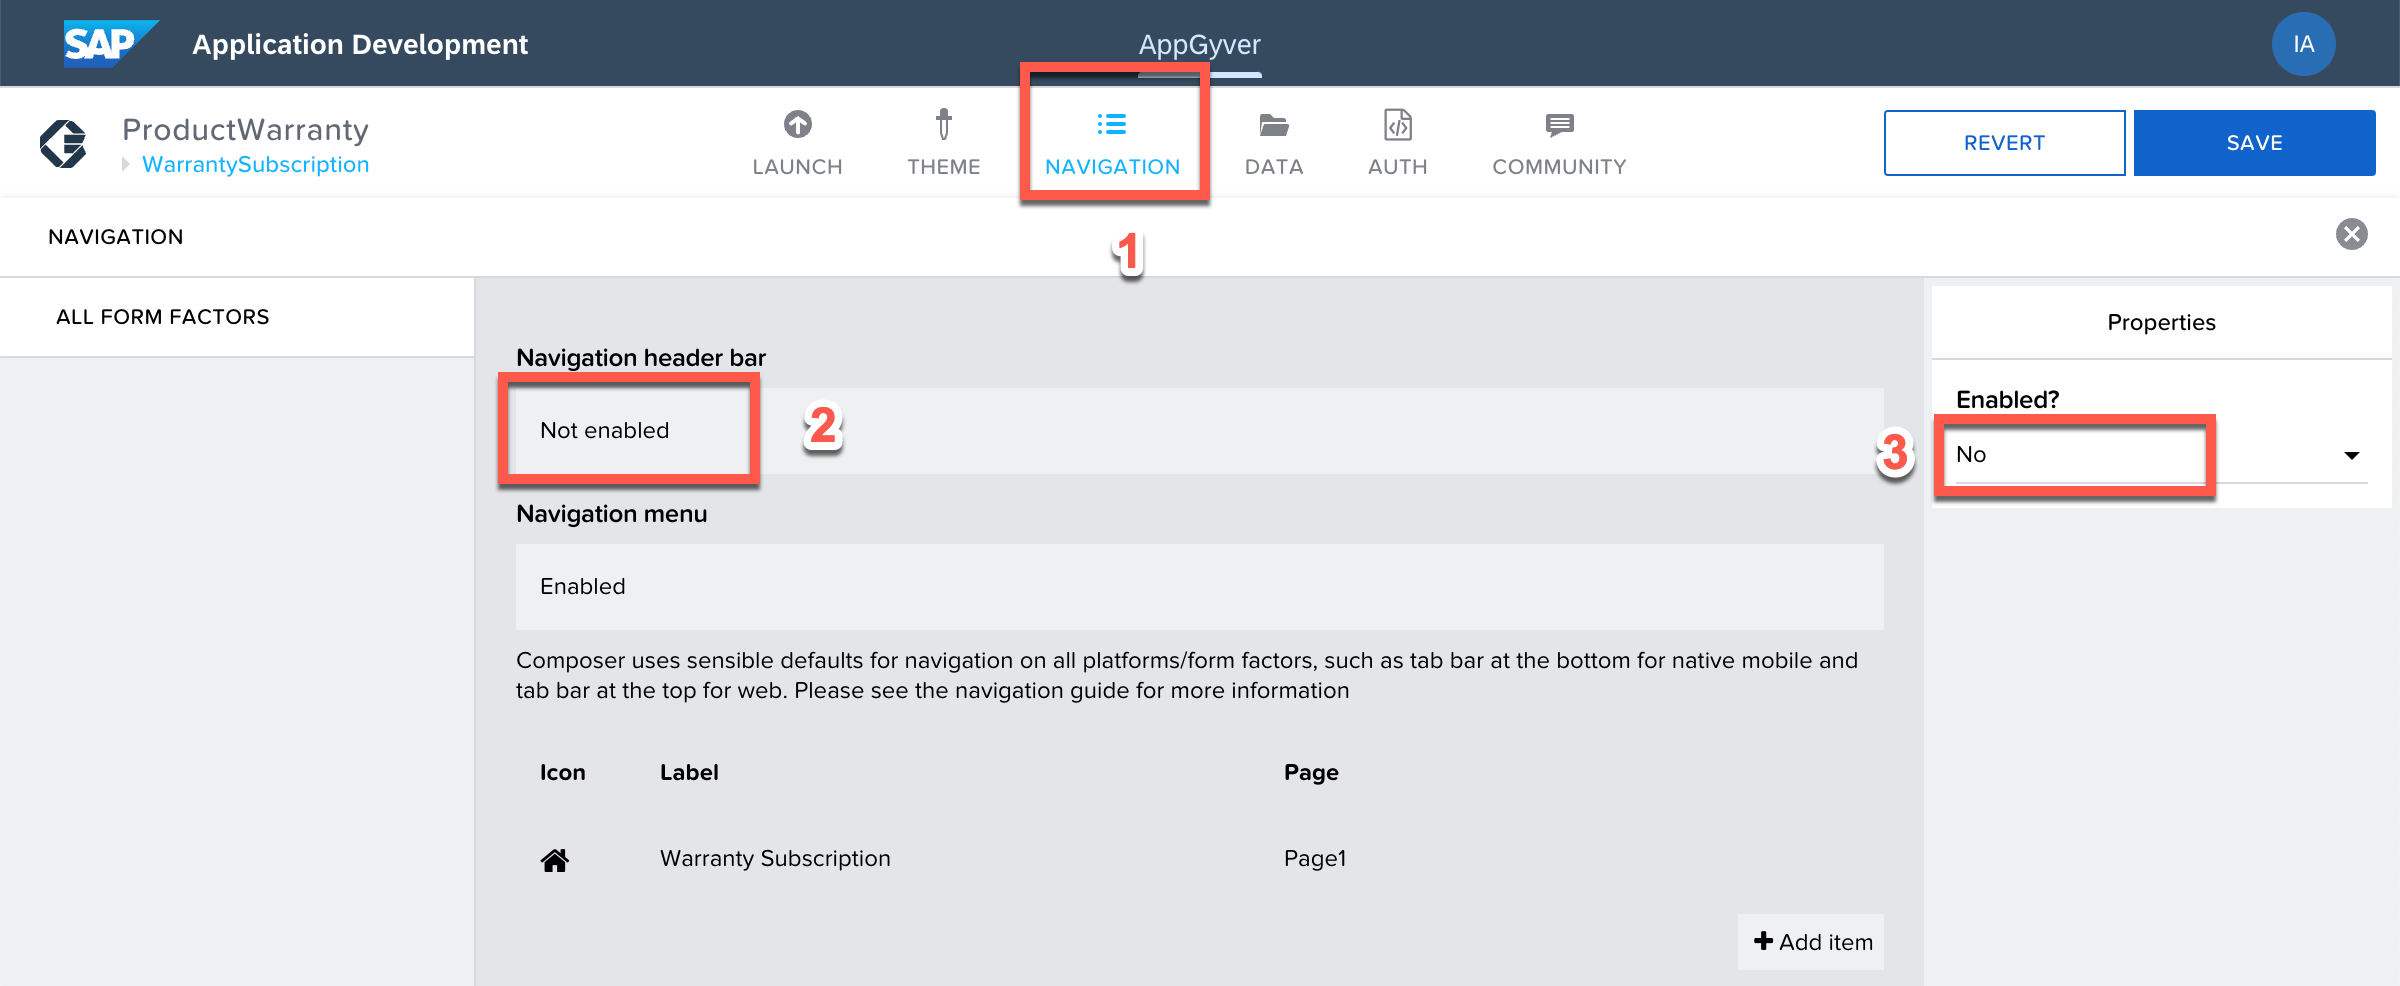 SAP Application Development
AppGyver
IA
ProductWarranty
WarrantySubscription
LAUNCH
THEME
NAVIGATION
DATA
AUTH
COMMUNITY
REVERT
SAVE
NAVIGATION
1
ALL FORM FACTORS
Navigation header bar
Not enabled
2
Navigation menu
Enabled
Composer uses sensible defaults for navigation on all platforms/form factors, such as tab bar at the bottom for native mobile and
tab bar at the top for web. Please see the navigation guide for more information
Icon Label Page
Warranty Subscription Page1
Add item
Properties
Enabled?
3
No